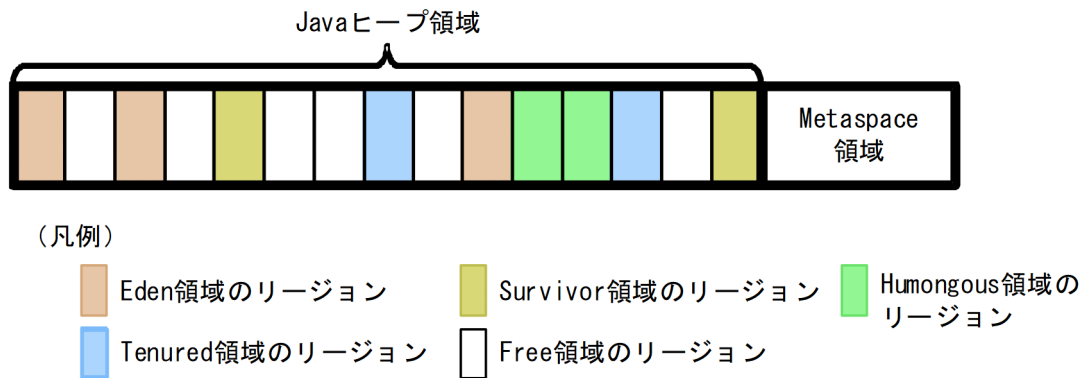 Javaヒープ領域
Metaspace
領域
（凡例）
Eden領域のリージョン
Survivor領域のリージョン
Humongous領域の
リージョン
Tenured領域のリージョン
Free領域のリージョン